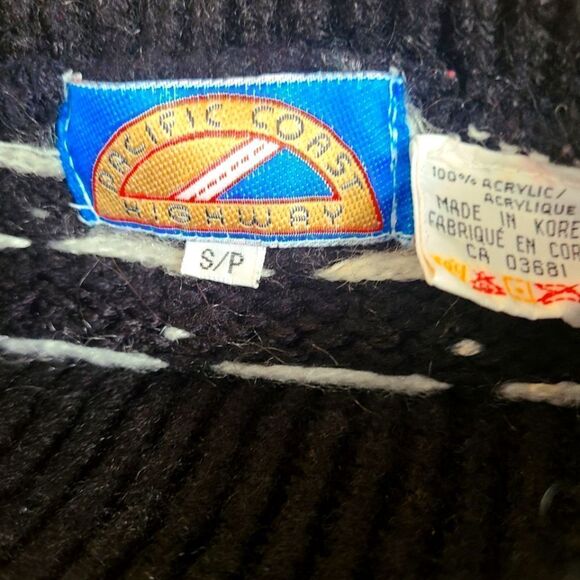 PACIFIC COAST
HIGHWAY
S/P
100% ACRYLIC/
ACRYLIQUE
MADE IN KOREA
FABRIQUÉ EN COR
CA 03681